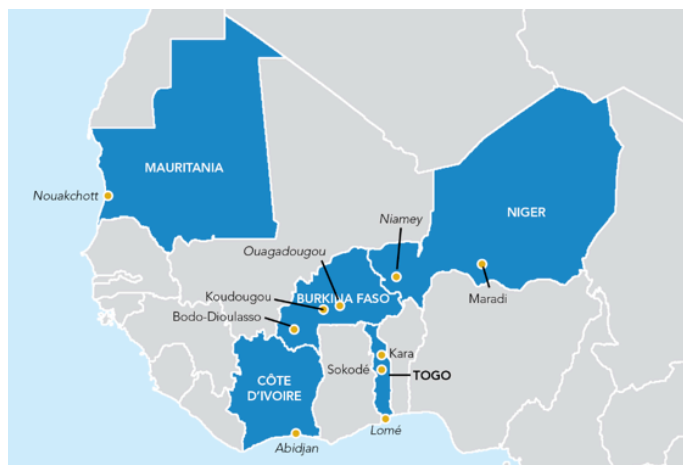 MAURITANIA
Nouakchott
NIGER
Niamey
Ouagadougou
BURKINA FASO
Koudougou
Maradi
Bodo-Dioulasso
Kara
Sokodé
TOGO
CÔTE
D'IVOIRE
Lomé
Abidjan